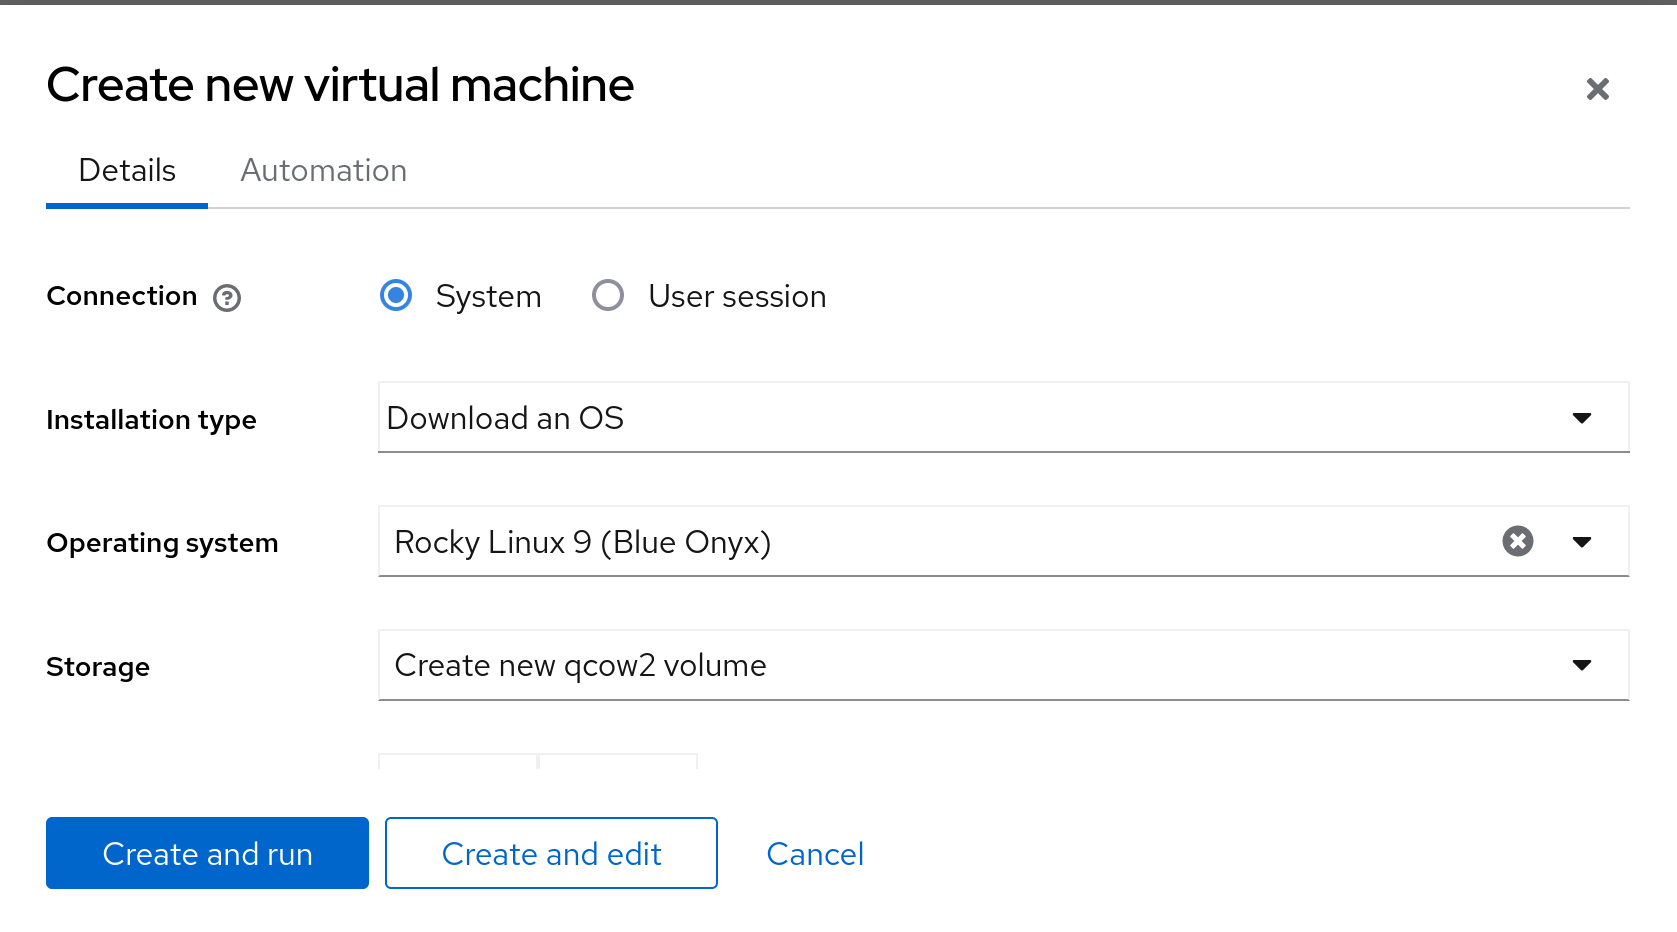 Create new virtual machine
Details Automation
Connection System User session
Installation type Download an OS
Operating system Rocky Linux 9 (Blue Onyx)
Storage Create new qcow2 volume
Create and run Create and edit Cancel